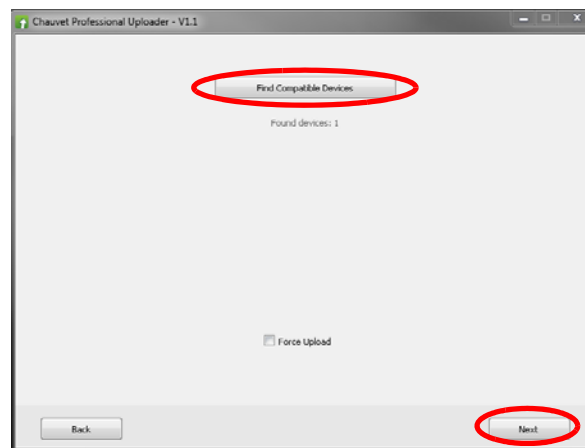 Chauvet Professional Uploader - V1.1
Find Compatible Devices
Found devices: 1
Force Upload
Back
Next